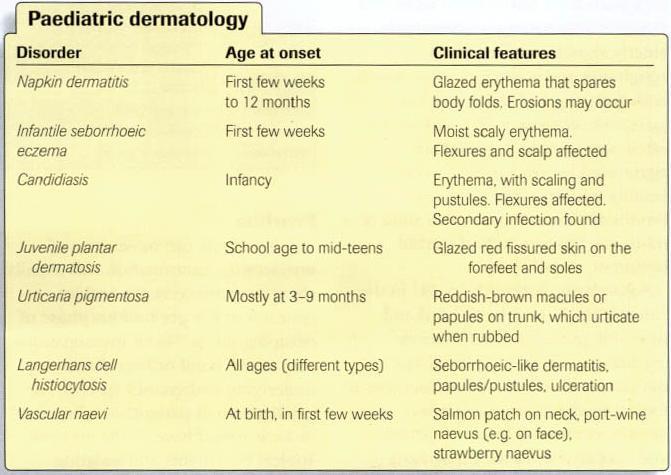 Paediatric dermatology
Disorder Age at onset Clinical features
Napkin dermatitis First few weeks Glazed erythema that spares
to 12 months body folds. Erosions may occur
Infantile seborrhoeic First few weeks Moist scaly erythema.
eczema Flexures and scalp affected
Candidiasis Infancy Erythema, with scaling and
pustules. Flexures affected.
Secondary infection found
Juvenile plantar School age to mid-teens Glazed red fissured skin on the
dermatosis forefeet and soles
Urticaria pigmentosa Mostly at 3–9 months Reddish-brown macules or
papules on trunk, which urticate
when rubbed
Langerhans cell All ages (different types) Seborrhoeic-like dermatitis,
histiocytosis papules/pustules, ulceration
Vascular naevi At birth, in first few weeks Salmon patch on neck, port-wine
naevus (e.g. on face),
strawberry naevus